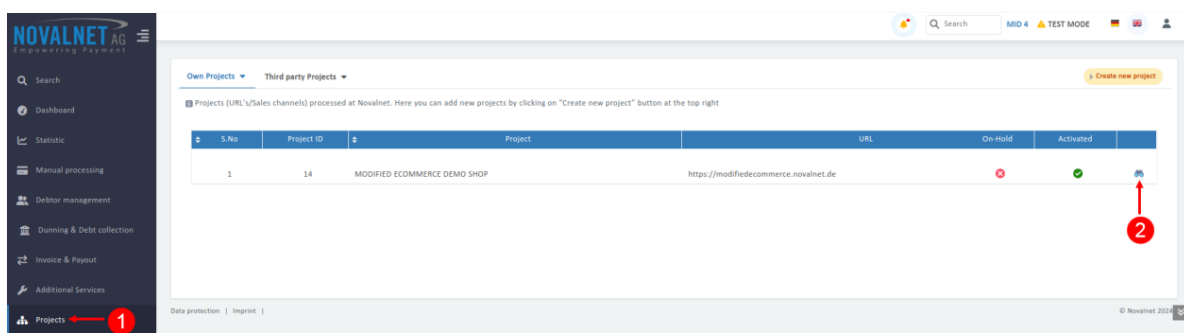 NOVALNET AG
Empowering Payment
Search
MID 4
TEST MODE
Search
Dashboard
Statistic
Manual processing
Debtor management
Dunning & Debt collection
Invoice & Payout
Additional Services
Projects
1
Own Projects
Third party Projects
Create new project
Projects (URL's/Sales channels) processed at Novalnet. Here you can add new projects by clicking on "Create new project" button at the top right
S.No Project ID Project URL On-Hold Activated
1 14 MODIFIED ECOMMERCE DEMO SHOP https://modifiedecommerce.novalnet.de
2
Data protection | Imprint |
© Novalnet 2024